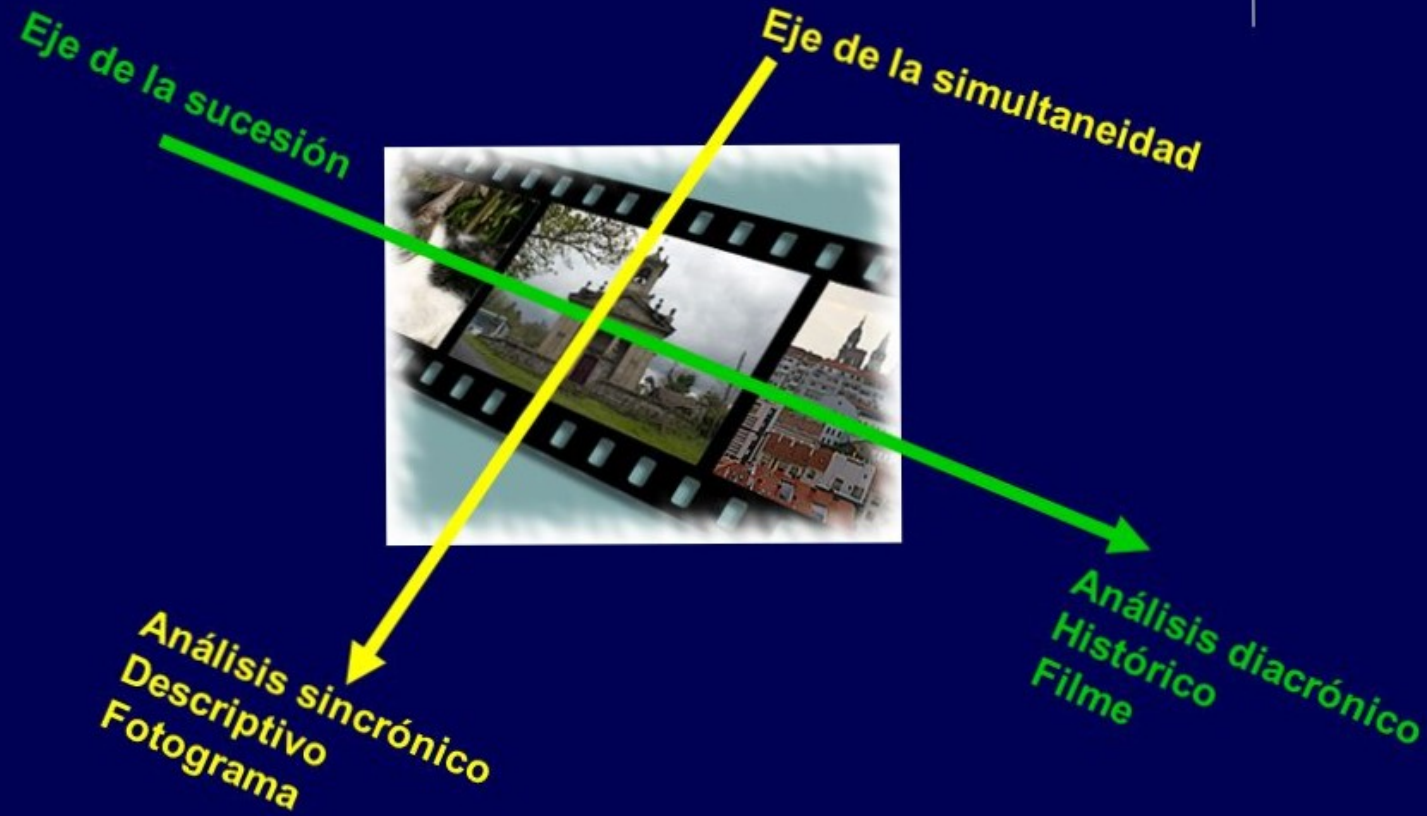 Eje de la sucesión
Eje de la simultaneidad
Análisis sincrónico
Descriptivo
Fotograma
Análisis diacrónico
Histórico
Filme